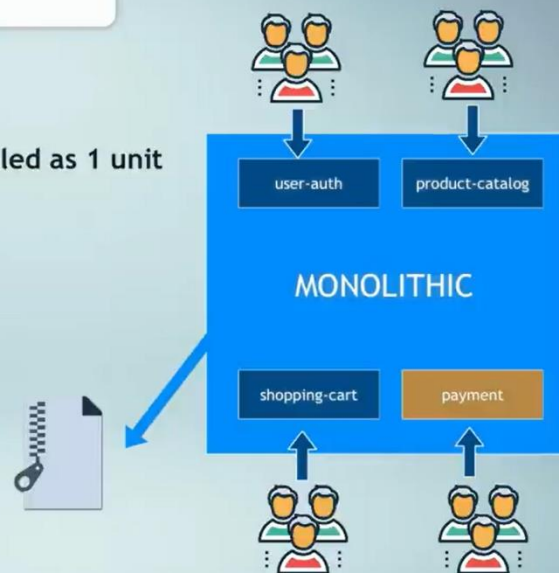 led as 1 unit
user-auth
product-catalog
MONOLITHIC
shopping-cart
payment